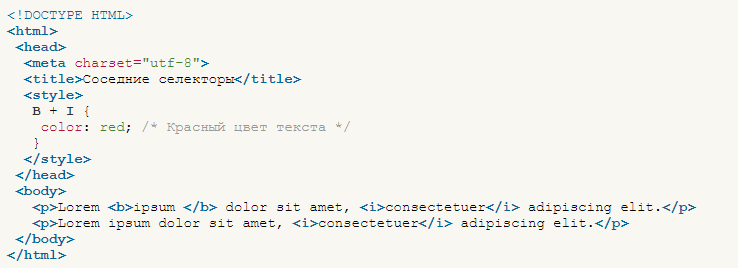 <!DOCTYPE HTML>
<html>
<head>
<meta charset="utf-8">
<title>Соседние селекторы</title>
<style>
B + I {
color: red; /* Красный цвет текста */
}
</style>
</head>
<body>
<p>Lorem <b>ipsum </b> dolor sit amet, <i>consectetuer</i> adipiscing elit.</p>
<p>Lorem ipsum dolor sit amet, <i>consectetuer</i> adipiscing elit.</p>
</body>
</html>